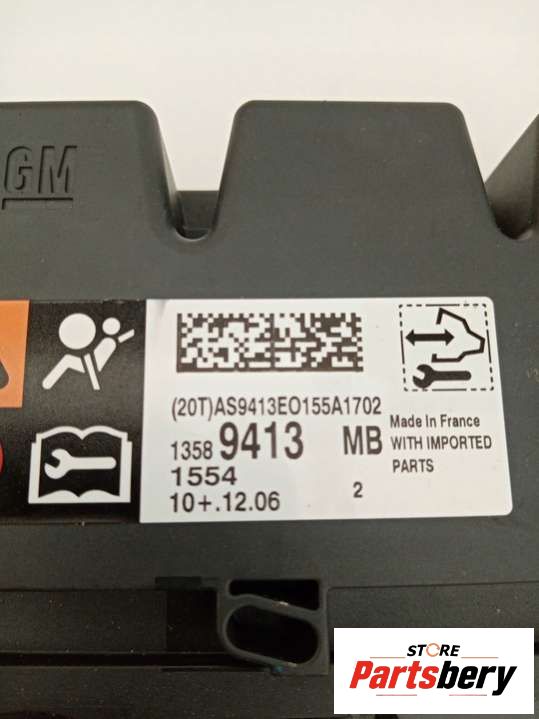 GM
(20T)AS9413EO155A1702
1358 9413 MB
1554
10+.12.06 2
Made In France
WITH IMPORTED
PARTS
STORE
Partsbery